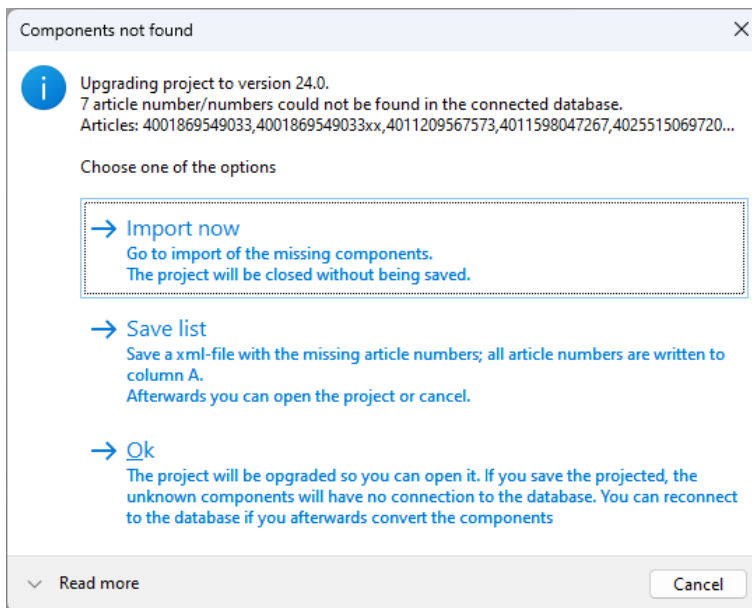 Components not found
Upgrading project to version 24.0.
7 article number/numbers could not be found in the connected database.
Articles: 4001869549033,4001869549033xx,4011209567573,4011598047267,4025515069720...
Choose one of the options
Import now
Go to import of the missing components.
The project will be closed without being saved.
Save list
Save a xml-file with the missing article numbers; all article numbers are written to
column A.
Afterwards you can open the project or cancel.
Ok
The project will be opgraded so you can open it. If you save the projected, the
unknown components will have no connection to the database. You can reconnect
to the database if you afterwards convert the components
Read more
Cancel